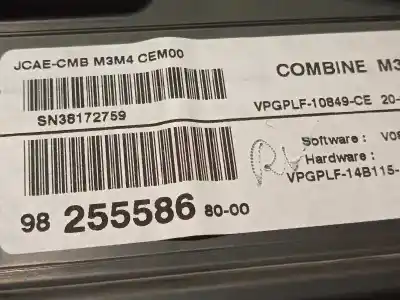 JCAE-CMB M3M4 CEM00
COMBINE M3
SN38172759
VPGPLF-10849-CE 20-
Software : V08
Hardware :
VPGPLF-14B115-
98 255586 80-00